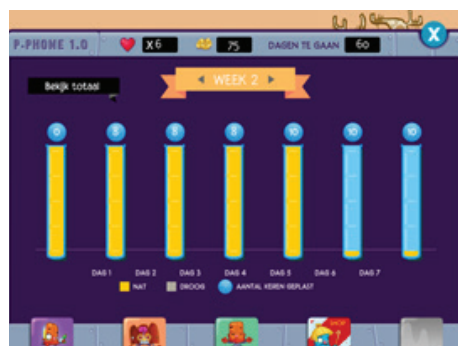 P-PHONE 1.0 X6 75 DAGEN TE GAAN 60 X
Bekijk totaal
WEEK 2
0 8 8 8 10 10 10
DAG 1 DAG 2 DAG 3 DAG 4 DAG 5 DAG 6 DAG 7
NAT DROOG AANTAL KEREN GEPLAST
SHOP